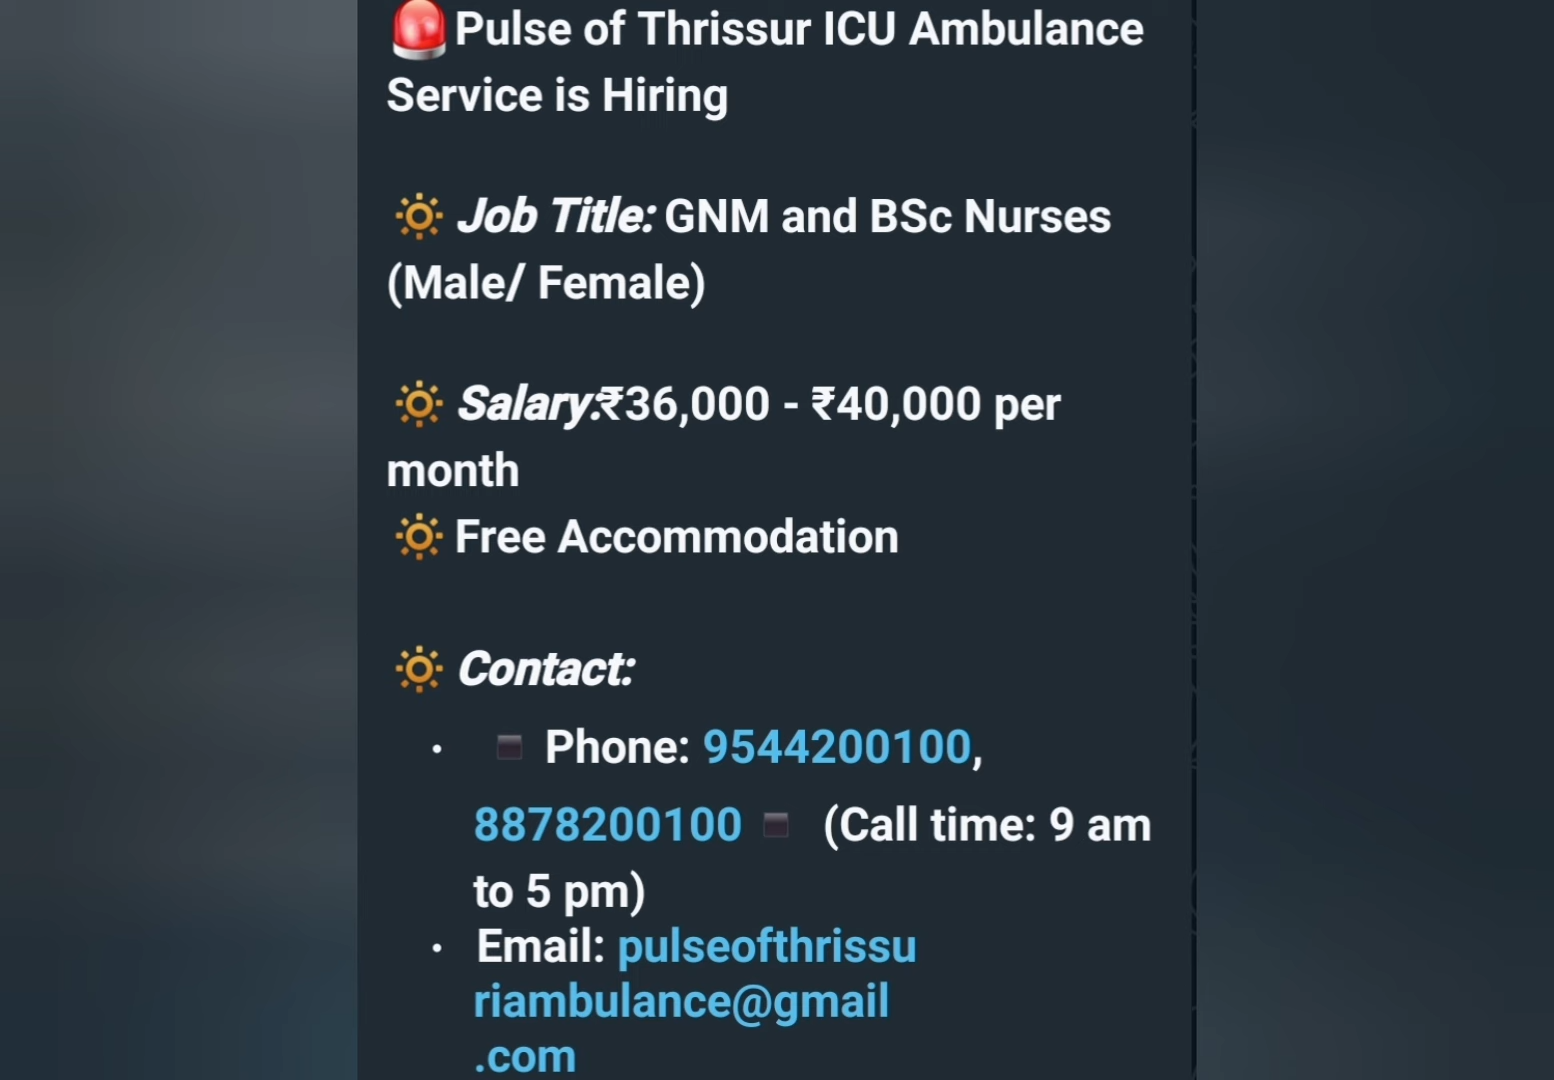 🚨Pulse of Thrissur ICU Ambulance
Service is Hiring
🔅Job Title: GNM and BSc Nurses
(Male/ Female)
🔅Salary:₹36,000 - ₹40,000 per
month
🔅Free Accommodation
🔅Contact:
• ▪️ Phone: 9544200100,
8878200100▪️ (Call time: 9 am
to 5 pm)
• Email: pulseofthrissu
riambulance@gmail
.com